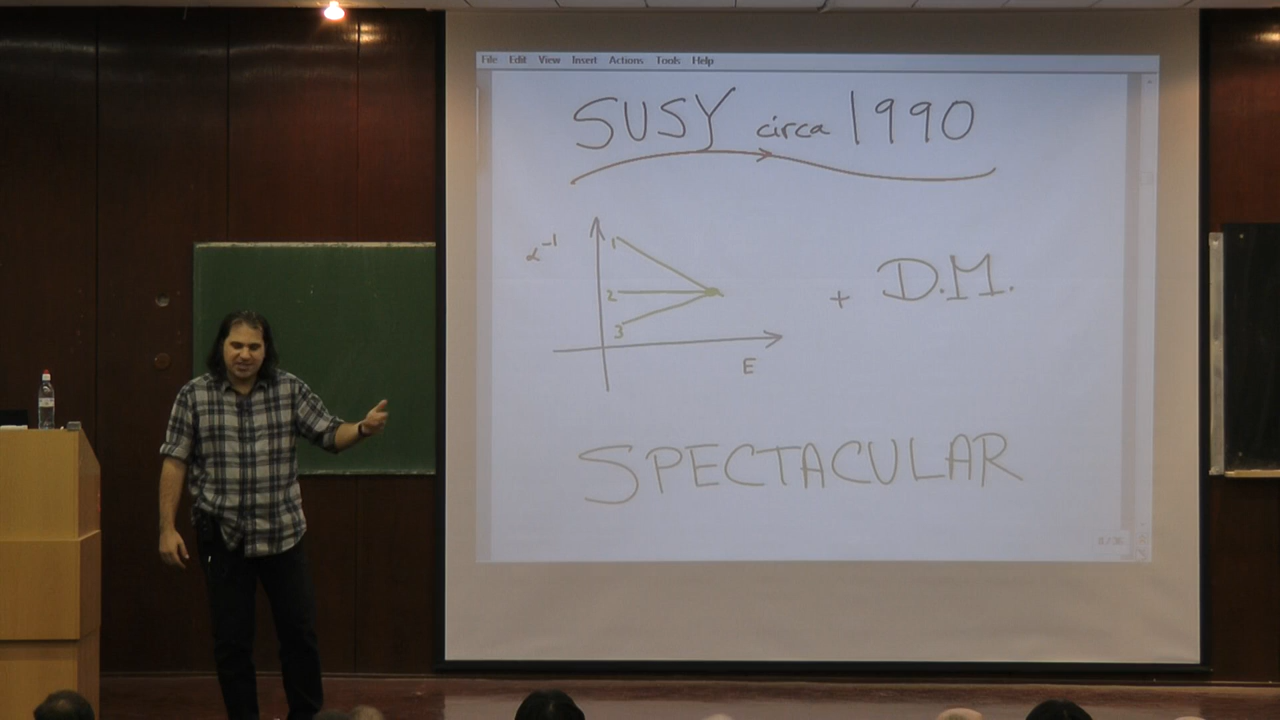 File Edit View Insert Actions Tools Help
SUSY circa 1990
α⁻¹
1
2
3
E
+ D.M.
SPECTACULAR